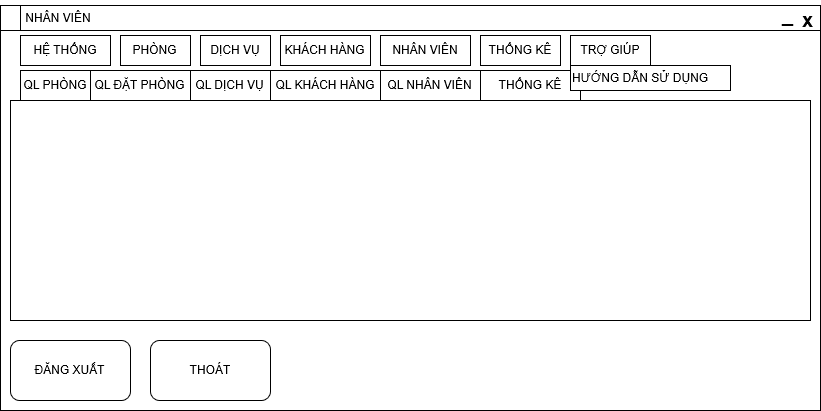 NHÂN VIÊN
X
HỆ THỐNG PHÒNG DỊCH VỤ KHÁCH HÀNG NHÂN VIÊN THỐNG KÊ TRỢ GIÚP
HƯỚNG DẪN SỬ DỤNG
QL PHÒNG QL ĐẶT PHÒNG QL DỊCH VỤ QL KHÁCH HÀNG QL NHÂN VIÊN THỐNG KÊ
ĐĂNG XUẤT THOÁT